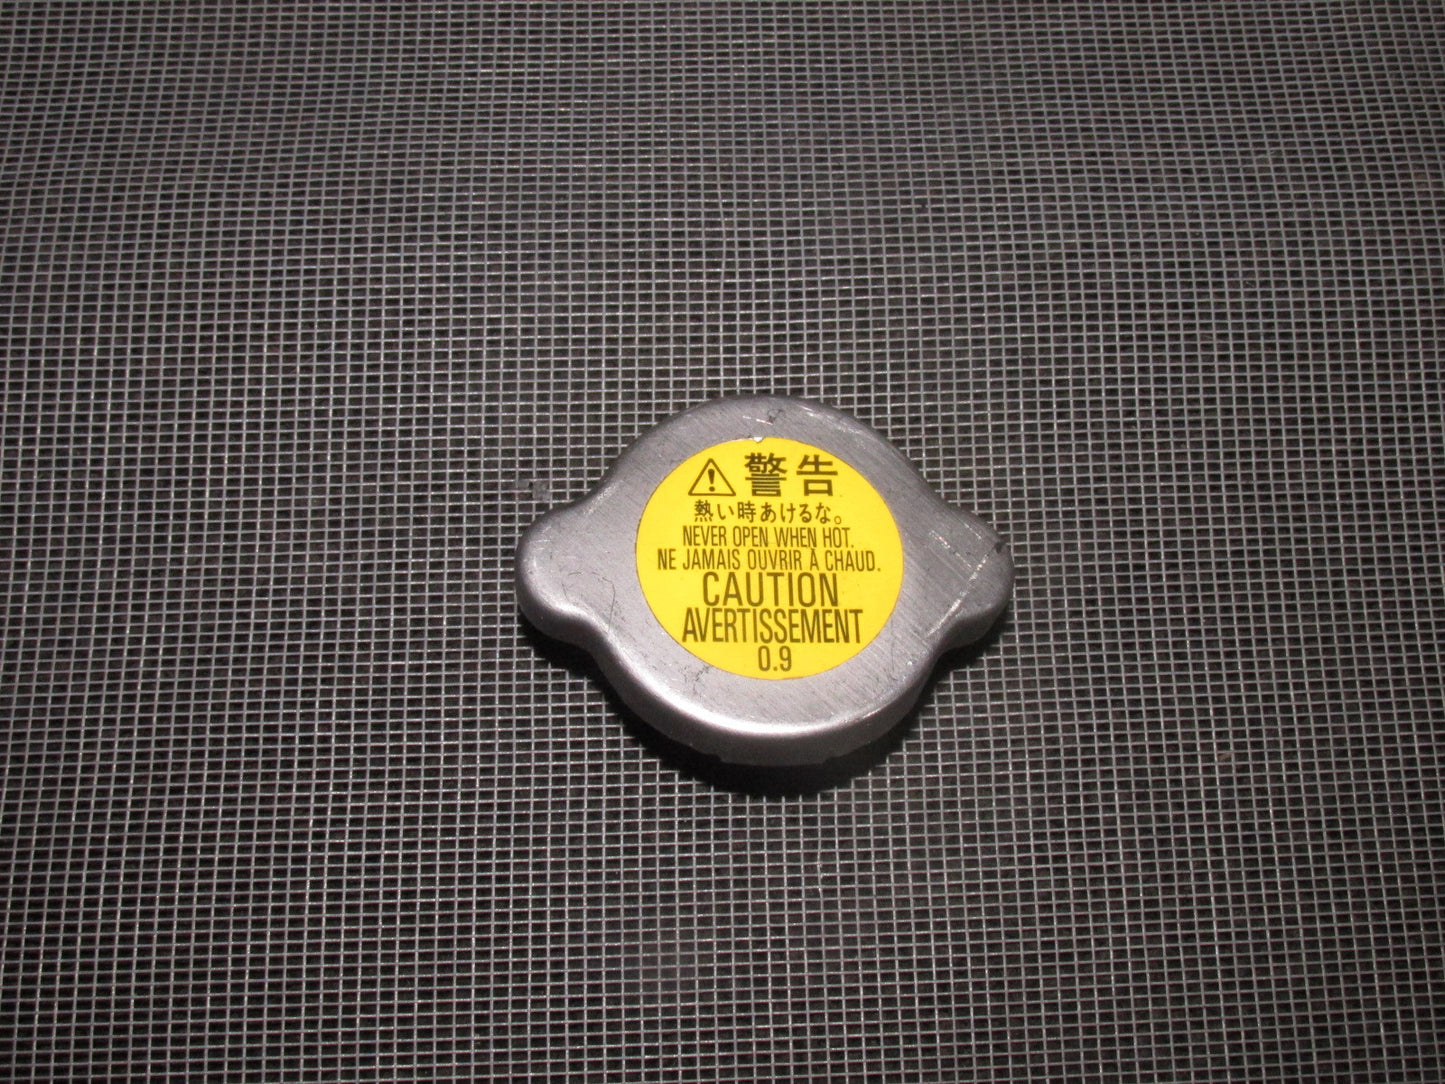 警告
熱い時あけるな。
NEVER OPEN WHEN HOT.
NE JAMAIS OUVRIR À CHAUD.
CAUTION
AVERTISSEMENT
0.9